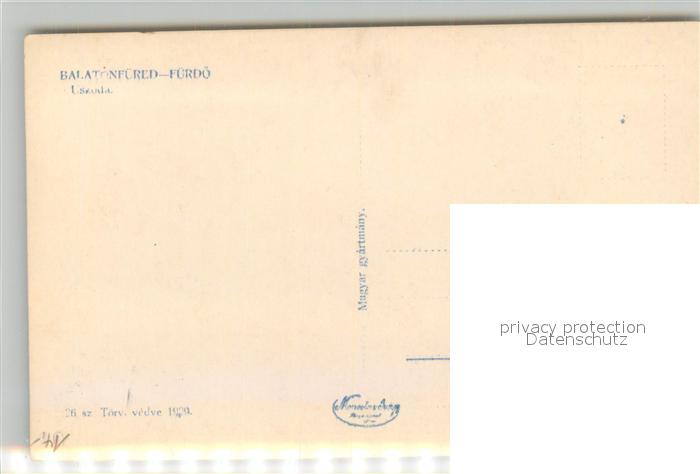 BALATONFÜRED—FÜRDŐ
Uszoda.
Magyar gyártmány.
26 sz. Törv. védve 1929.
privacy protection
Datenschutz